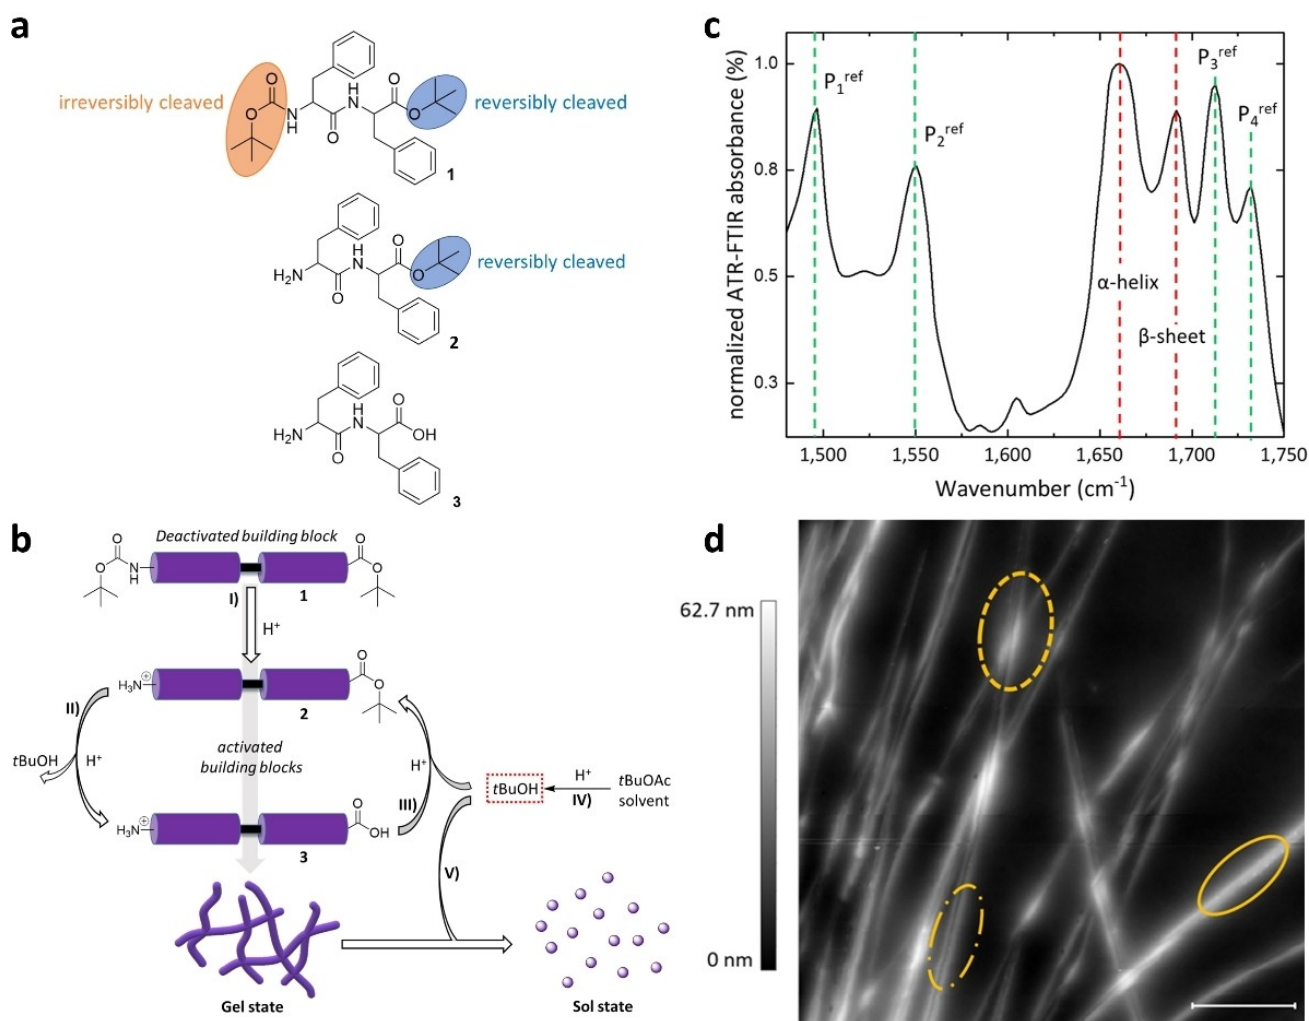 a
irreversibly cleaved
O
O
N
H
H
N
O
O
O
reversibly cleaved
1
H₂N
O
H
N
O
O
reversibly cleaved
2
H₂N
O
H
N
O
OH
3
b
Deactivated building block
O
O
N
H
O
O
I)
1
H⁺
H₃N⊕
O
O
2
II)
tBuOH
H⁺
activated
building blocks
H⁺
III)
tBuOH
H⁺
IV)
tBuOAc
solvent
H₃N⊕
O
OH
3
V)
Gel state
Sol state
c
normalized ATR-FTIR absorbance (%)
1.0
0.8
0.5
0.3
P₁ʳᵉᶠ
P₂ʳᵉᶠ
P₃ʳᵉᶠ
P₄ʳᵉᶠ
α-helix
β-sheet
1,500 1,550 1,600 1,650 1,700 1,750
Wavenumber (cm⁻¹)
d
62.7 nm
0 nm